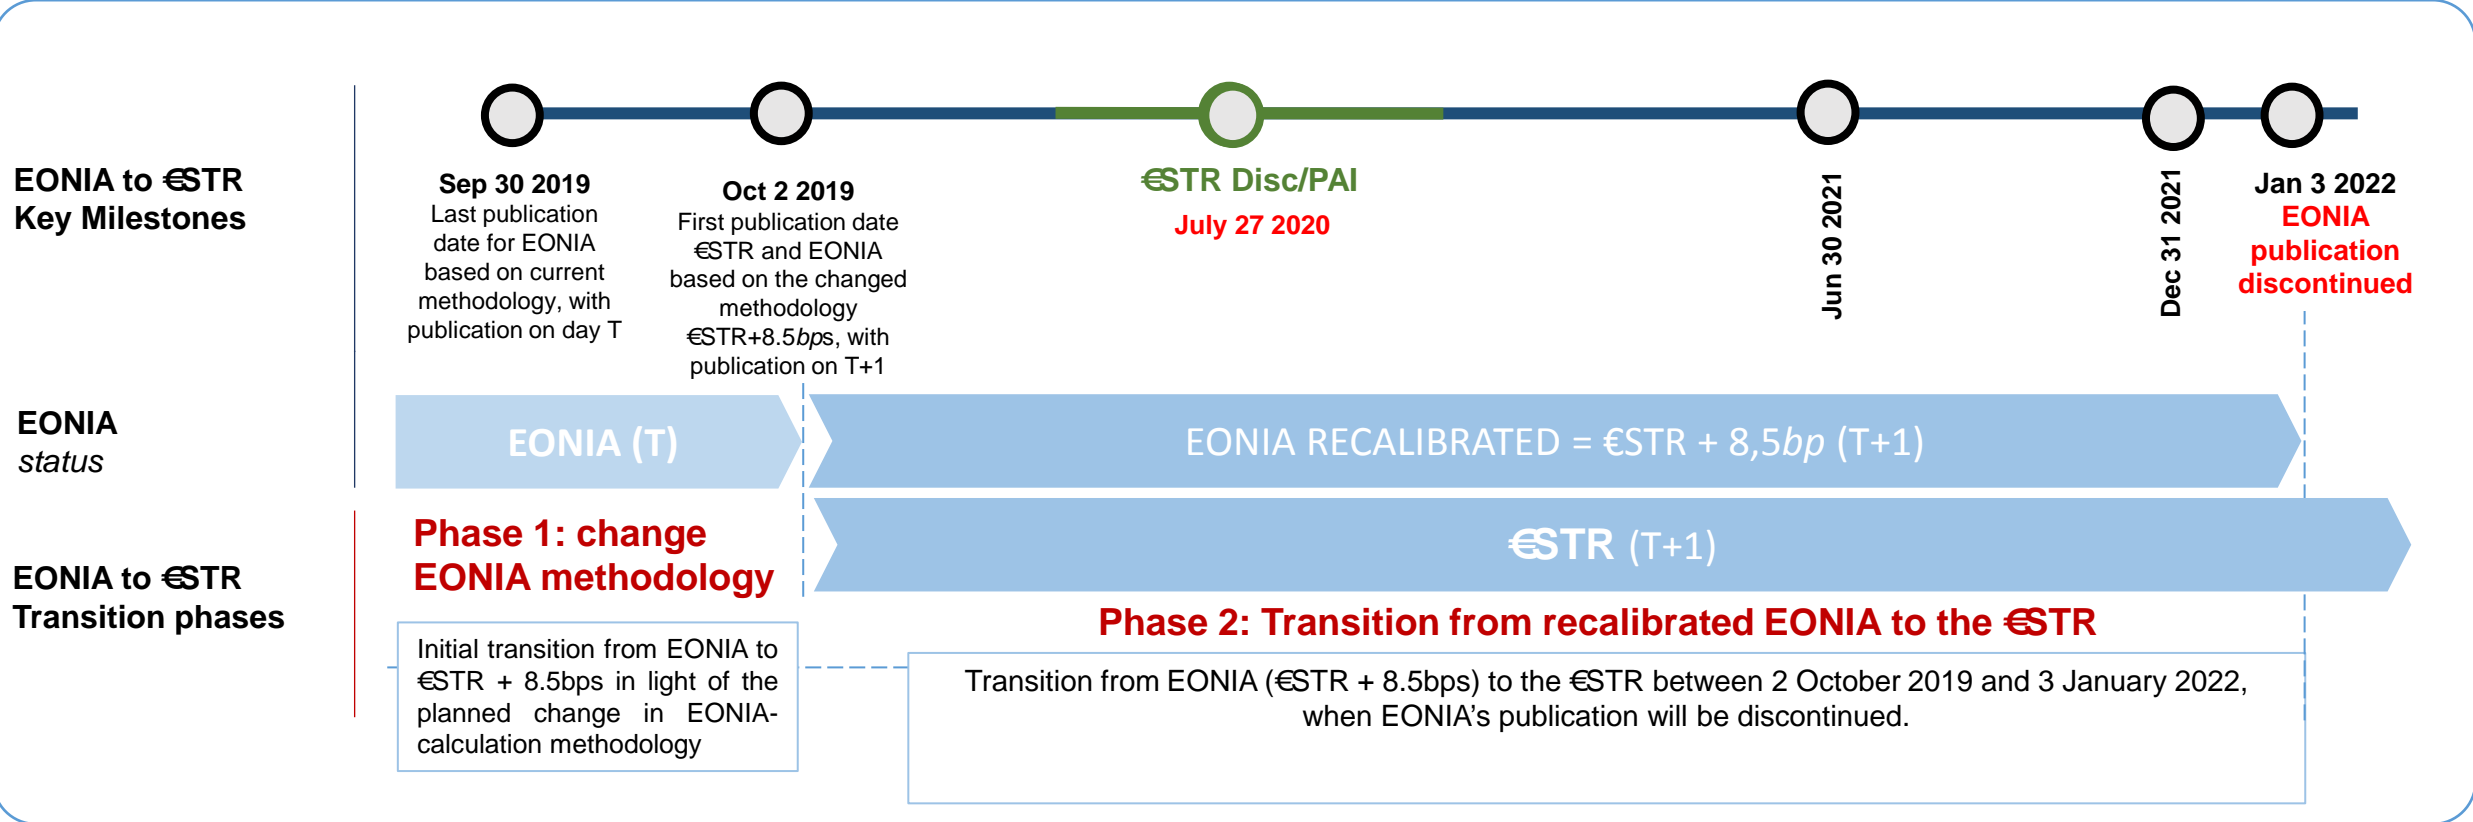 EONIA to €STR
Key Milestones
Sep 30 2019
Last publication
date for EONIA
based on current
methodology, with
publication on day T
Oct 2 2019
First publication date
€STR and EONIA
based on the changed
methodology
€STR+8.5bps, with
publication on T+1
€STR Disc/PAI
July 27 2020
Jun 30 2021
Dec 31 2021
Jan 3 2022
EONIA
publication
discontinued
EONIA
status
EONIA (T)
EONIA RECALIBRATED = €STR + 8,5bp (T+1)
€STR (T+1)
EONIA to €STR
Transition phases
Phase 1: change
EONIA methodology
Initial transition from EONIA to
€STR + 8.5bps in light of the
planned change in EONIA-
calculation methodology
Phase 2: Transition from recalibrated EONIA to the €STR
Transition from EONIA (€STR + 8.5bps) to the €STR between 2 October 2019 and 3 January 2022,
when EONIA’s publication will be discontinued.